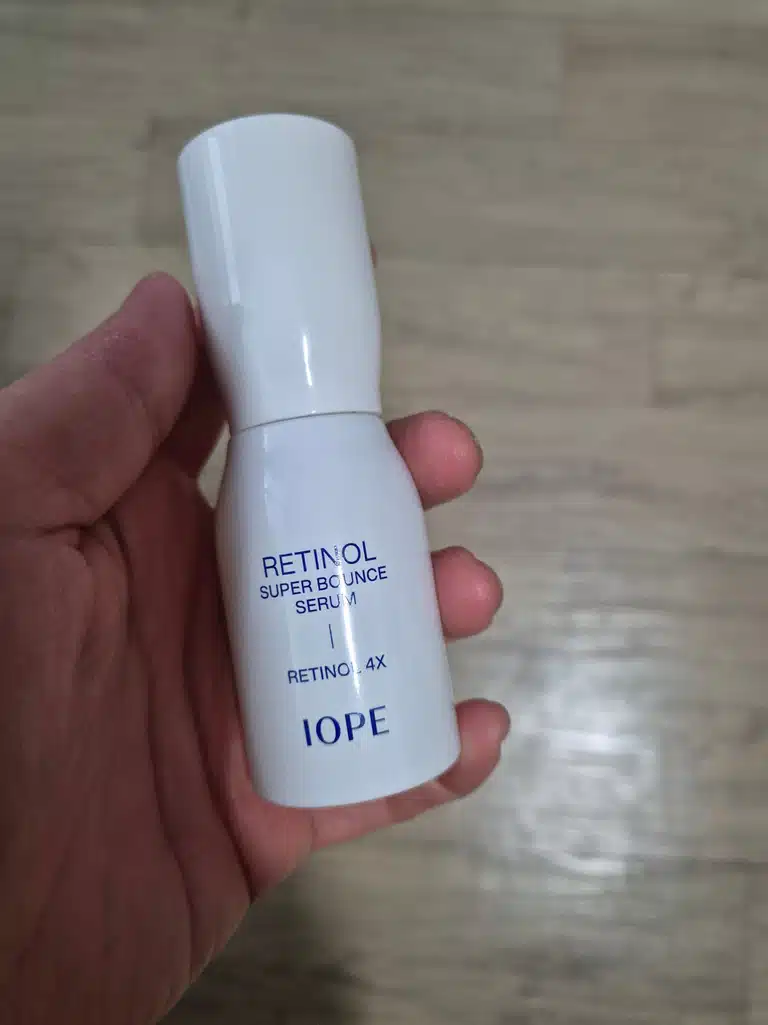 RETINOL
SUPER BOUNCE
SERUM
RETINOL 4X
IOPE